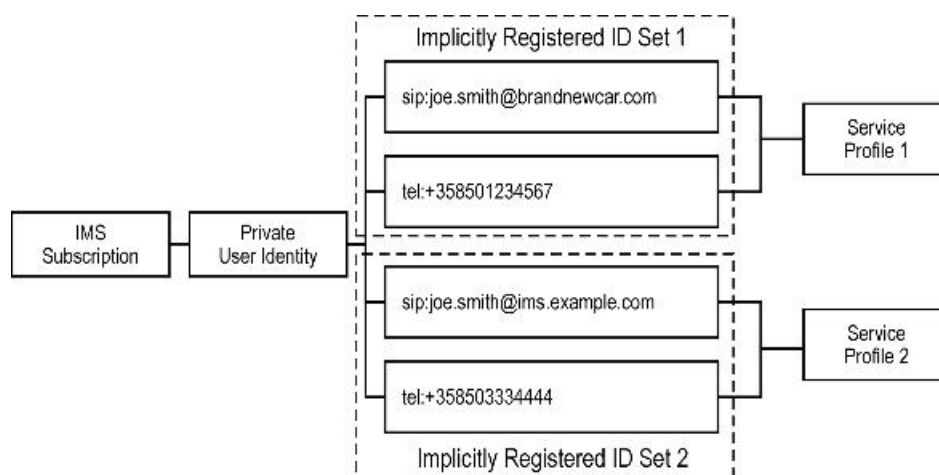 Implicitly Registered ID Set 1
sip:joe.smith@brandnewcar.com
Service
Profile 1
tel:+358501234567
IMS
Subscription
Private
User Identity
sip:joe.smith@ims.example.com
Service
Profile 2
tel:+358503334444
Implicitly Registered ID Set 2